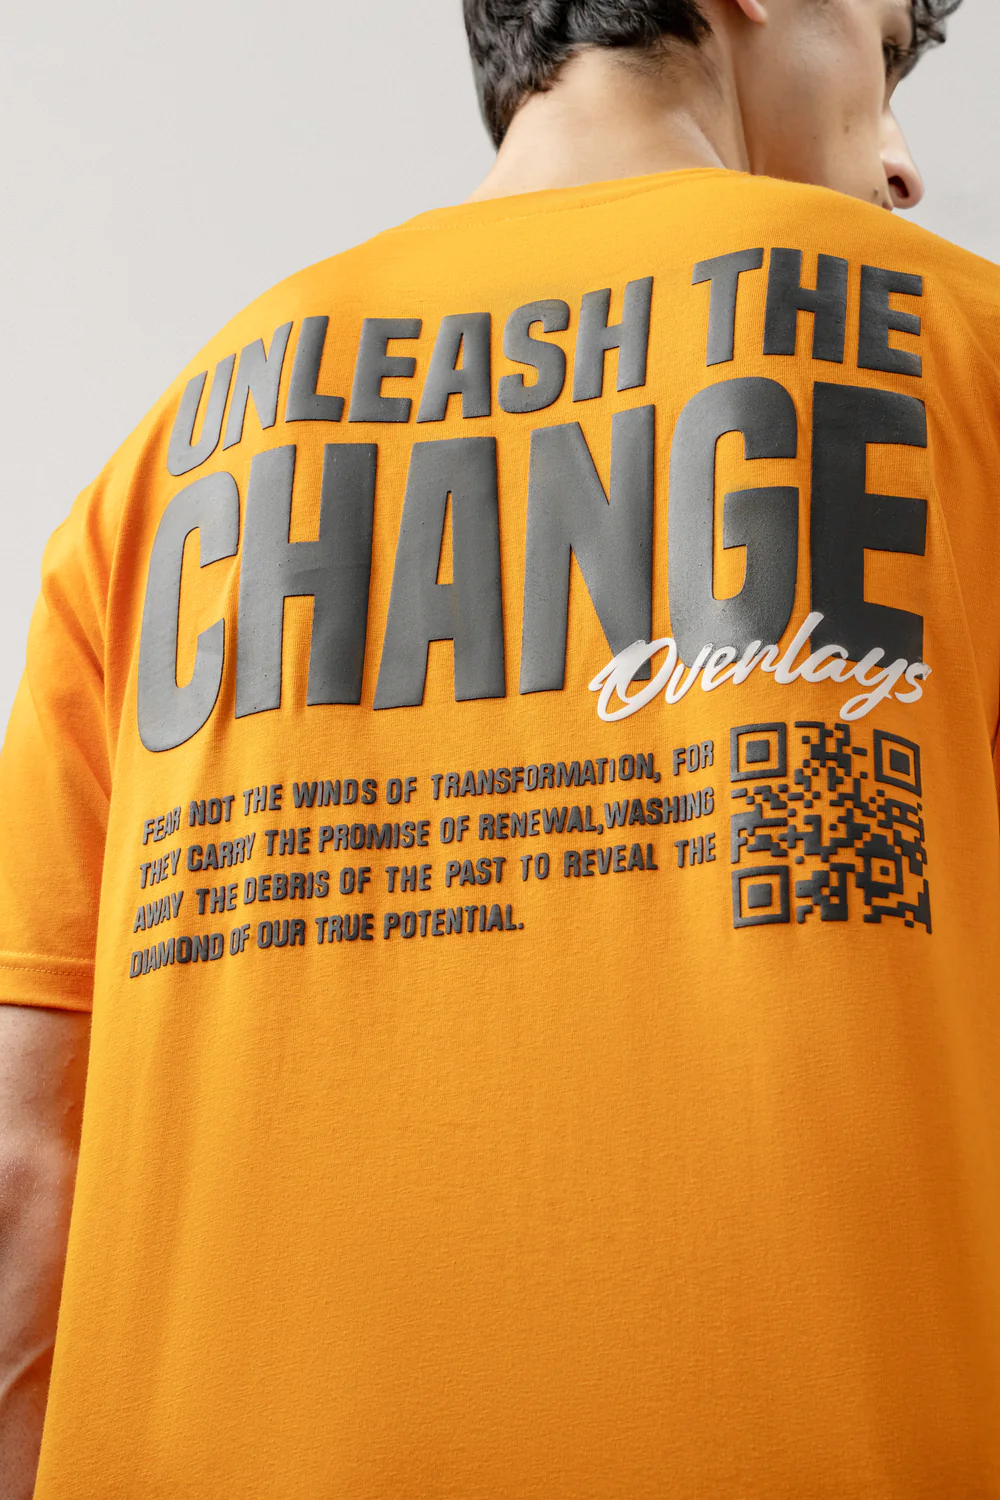 UNLEASH THE
CHANGE
Overlays
FEAR NOT THE WINDS OF TRANSFORMATION, FOR
THEY CARRY THE PROMISE OF RENEWAL,WASHING
AWAY THE DEBRIS OF THE PAST TO REVEAL THE
DIAMOND OF OUR TRUE POTENTIAL.